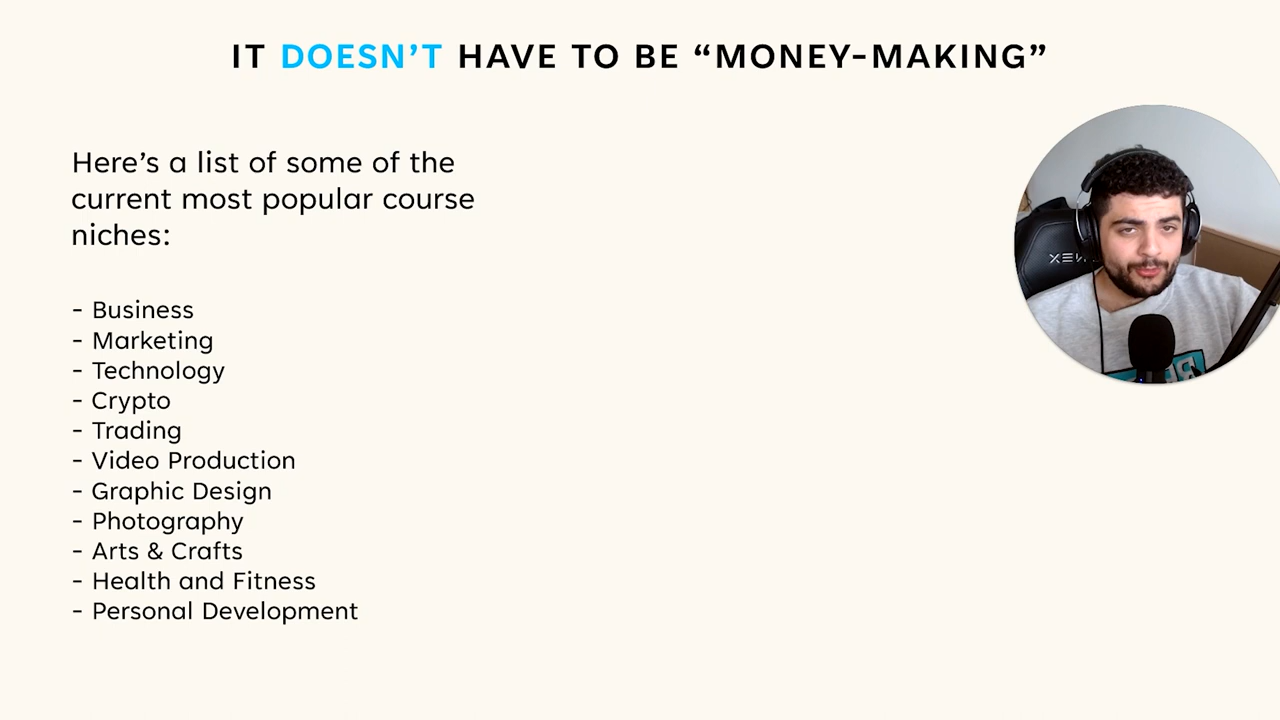 IT DOESN’T HAVE TO BE “MONEY-MAKING”
Here’s a list of some of the
current most popular course
niches:
- Business
- Marketing
- Technology
- Crypto
- Trading
- Video Production
- Graphic Design
- Photography
- Arts & Crafts
- Health and Fitness
- Personal Development